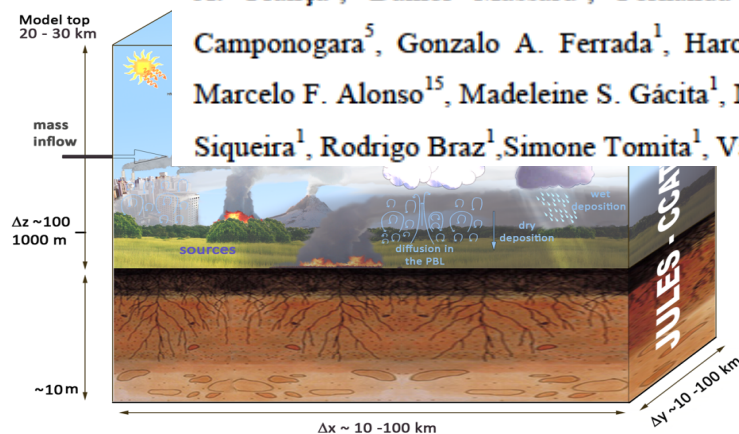 Model top
20 - 30 km
Camponogara⁵, Gonzalo A. Ferrada¹,
Marcelo F. Alonso¹⁵, Madeleine S. Gácita¹,
Siqueira¹, Rodrigo Braz¹,Simone Tomita¹, V.
mass
inflow
Δz ~100
1000 m
sources
diffusion in
the PBL
dry
deposition
wet
deposition
JULES - CCAT
~10 m
Δx ~ 10 -100 km
Δy ~10 -100 km